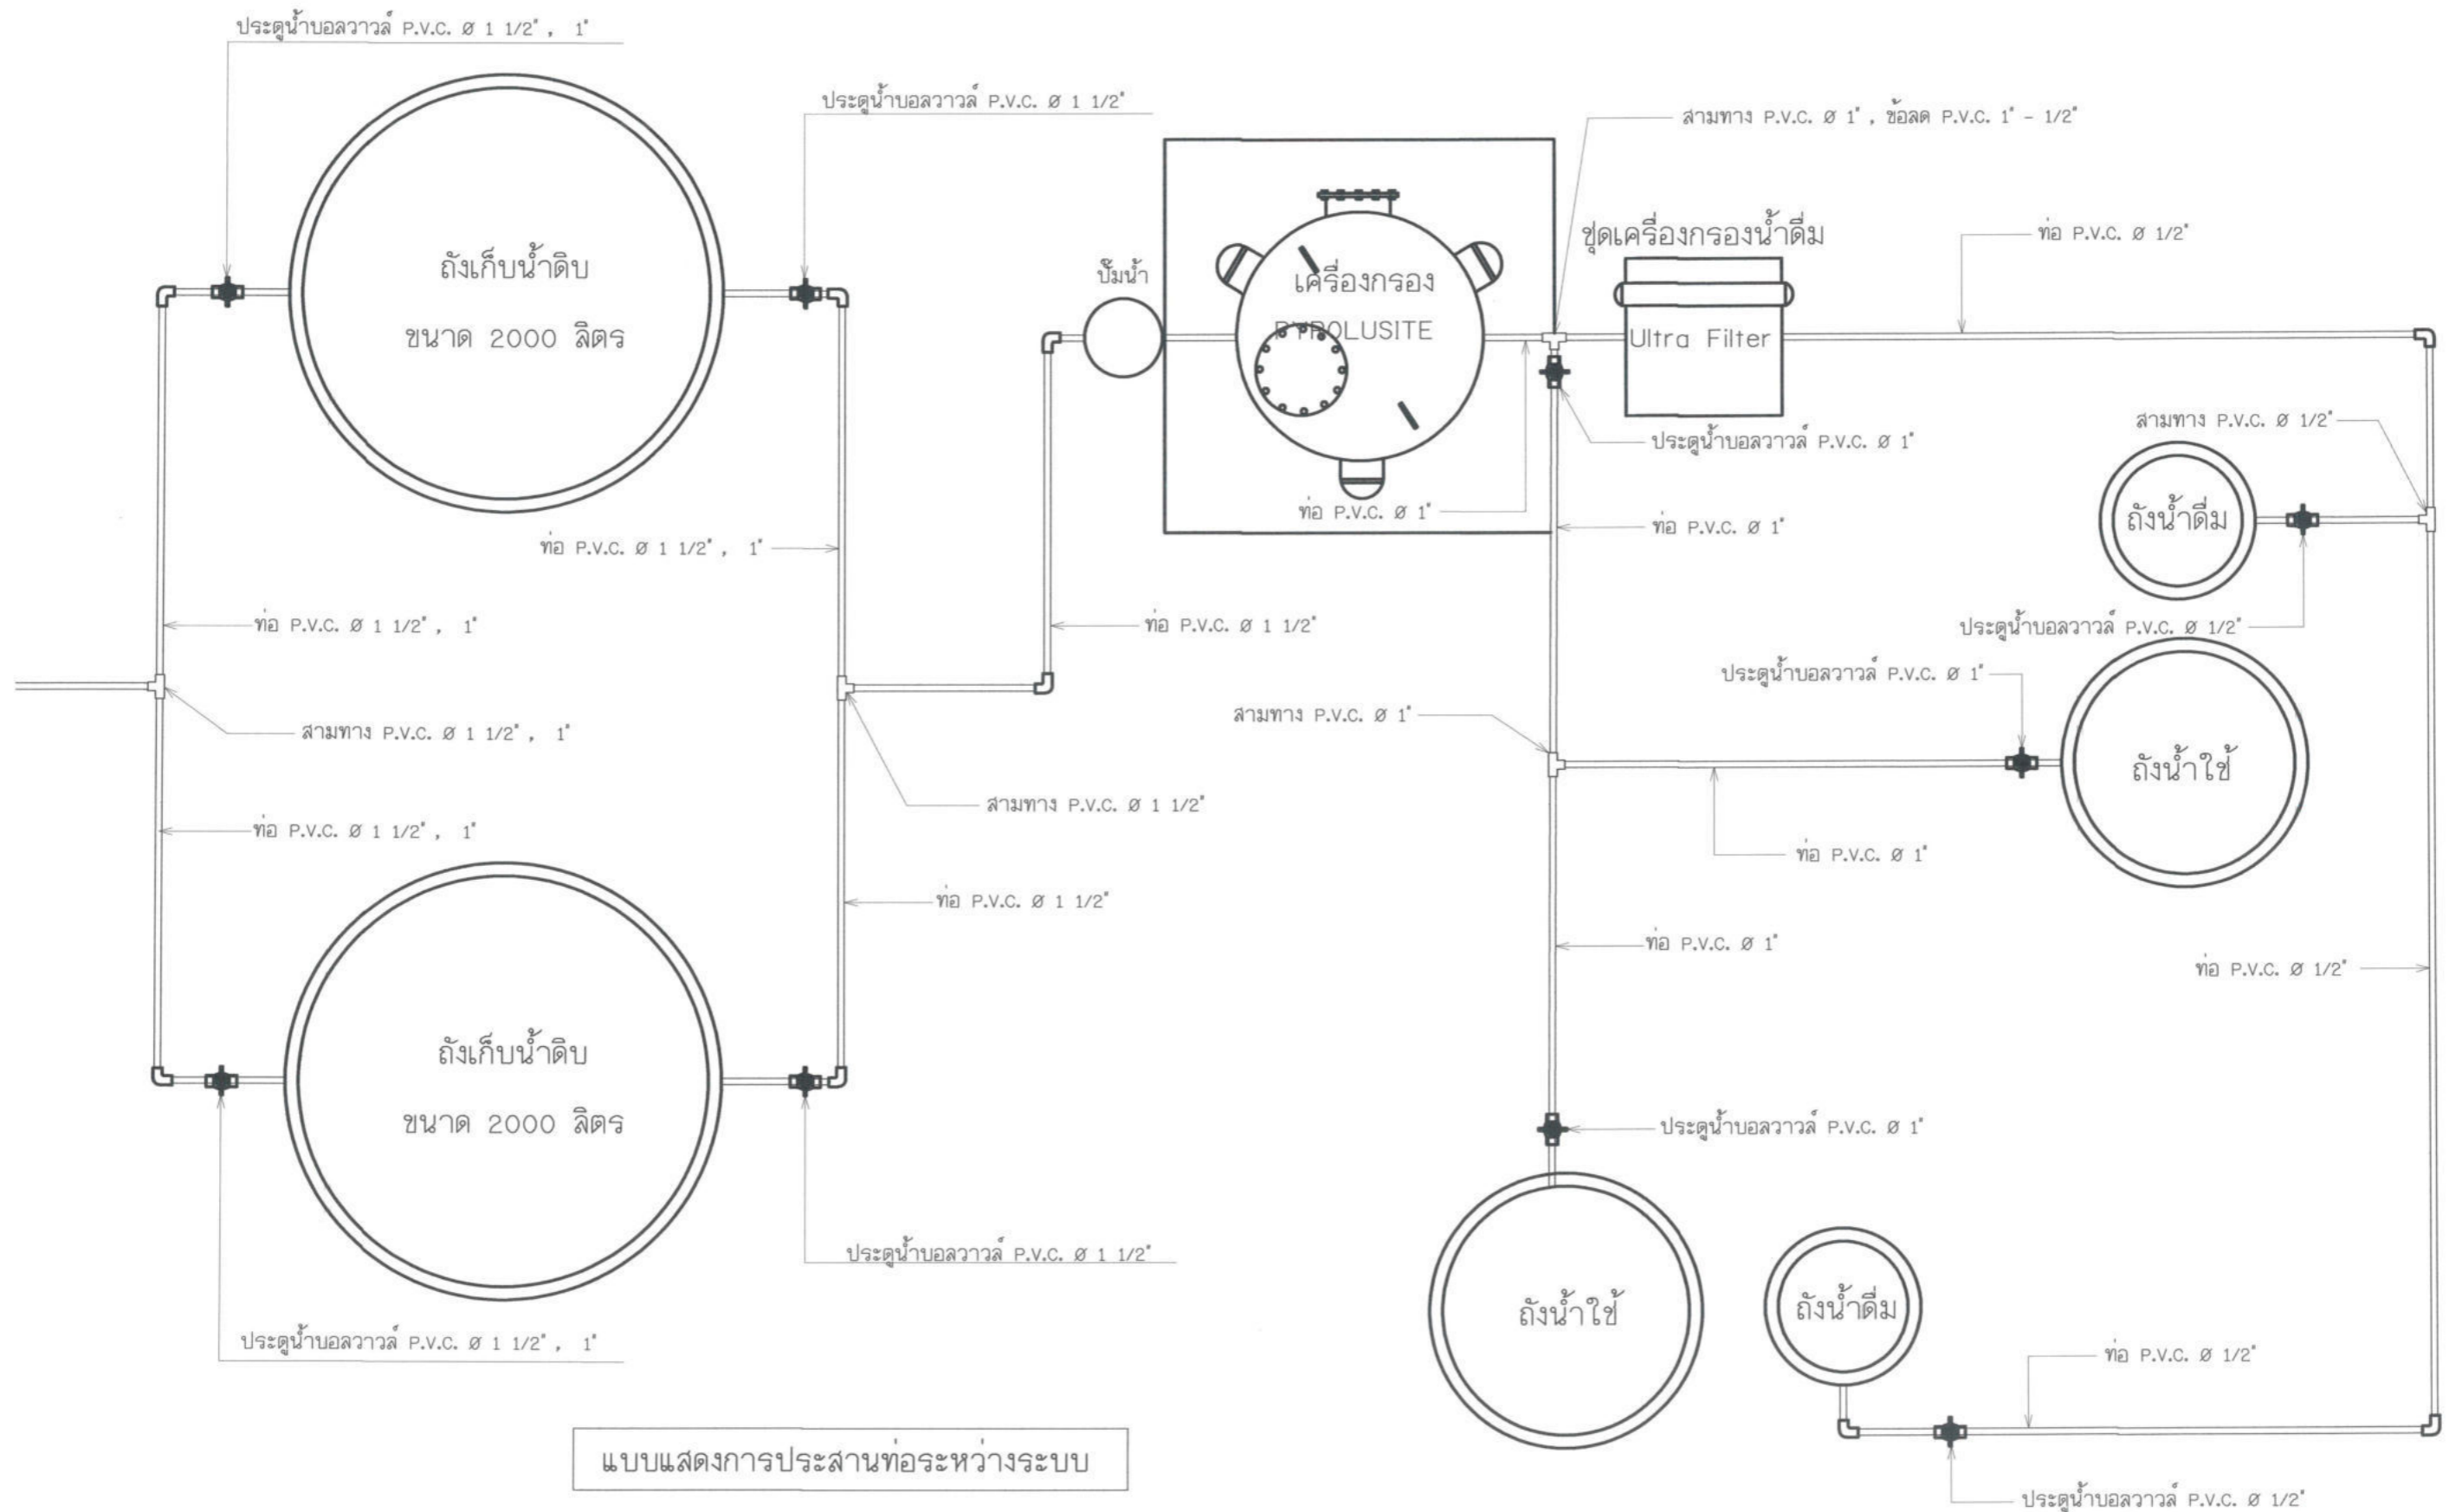 ประตูน้ำบอลวาวล์ P.V.C. Ø 1 1/2", 1"
ประตูน้ำบอลวาวล์ P.V.C. Ø 1 1/2"
สามทาง P.V.C. Ø 1", ข้อลด P.V.C. 1" - 1/2"
ชุดเครื่องกรองน้ำดื่ม
ท่อ P.V.C. Ø 1/2"
ถังเก็บน้ำดิบ
ขนาด 2000 ลิตร
ปั๊มน้ำ
เครื่องกรอง
PYROLUSITE
Ultra Filter
สามทาง P.V.C. Ø 1/2"
ประตูน้ำบอลวาวล์ P.V.C. Ø 1"
ท่อ P.V.C. Ø 1"
ท่อ P.V.C. Ø 1"
ถังน้ำดื่ม
ท่อ P.V.C. Ø 1 1/2", 1"
ท่อ P.V.C. Ø 1 1/2", 1"
ท่อ P.V.C. Ø 1 1/2"
ประตูน้ำบอลวาวล์ P.V.C. Ø 1/2"
ประตูน้ำบอลวาวล์ P.V.C. Ø 1"
สามทาง P.V.C. Ø 1 1/2", 1"
สามทาง P.V.C. Ø 1"
ถังน้ำใช้
สามทาง P.V.C. Ø 1 1/2"
ท่อ P.V.C. Ø 1 1/2", 1"
ท่อ P.V.C. Ø 1"
ท่อ P.V.C. Ø 1 1/2"
ท่อ P.V.C. Ø 1"
ท่อ P.V.C. Ø 1/2"
ถังเก็บน้ำดิบ
ขนาด 2000 ลิตร
ประตูน้ำบอลวาวล์ P.V.C. Ø 1"
ประตูน้ำบอลวาวล์ P.V.C. Ø 1 1/2"
ถังน้ำใช้
ถังน้ำดื่ม
ประตูน้ำบอลวาวล์ P.V.C. Ø 1 1/2", 1"
ท่อ P.V.C. Ø 1/2"
แบบแสดงการประสานท่อระหว่างระบบ
ประตูน้ำบอลวาวล์ P.V.C. Ø 1/2"